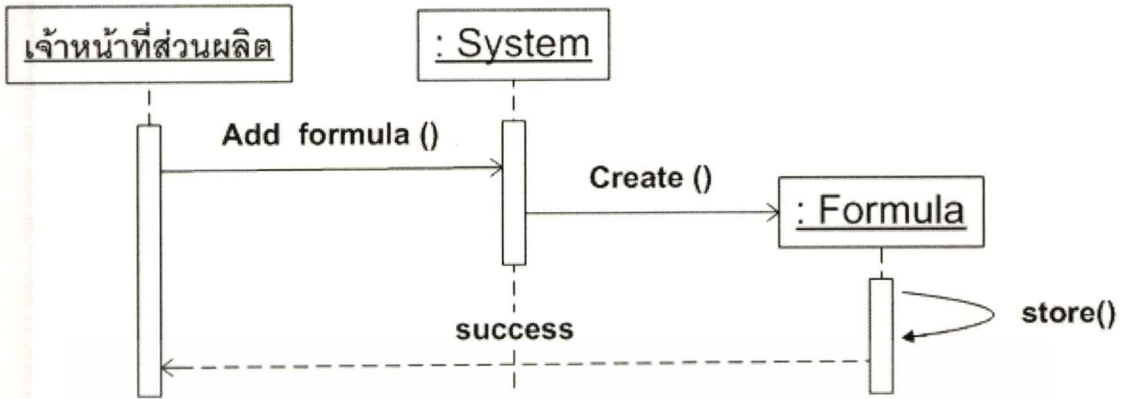 เจ้าหน้าที่ส่วนผลิต
: System
Add formula ()
Create ()
: Formula
store()
success